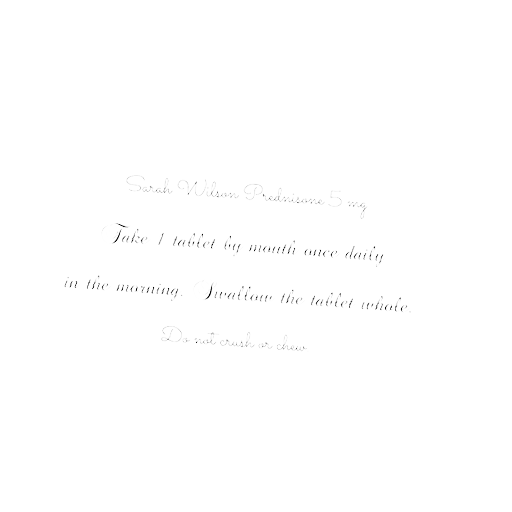 Sarah Wilson Prednisone 5 mg
Take 1 tablet by mouth once daily
in the morning. Swallow the tablet whole.
Do not crush or chew